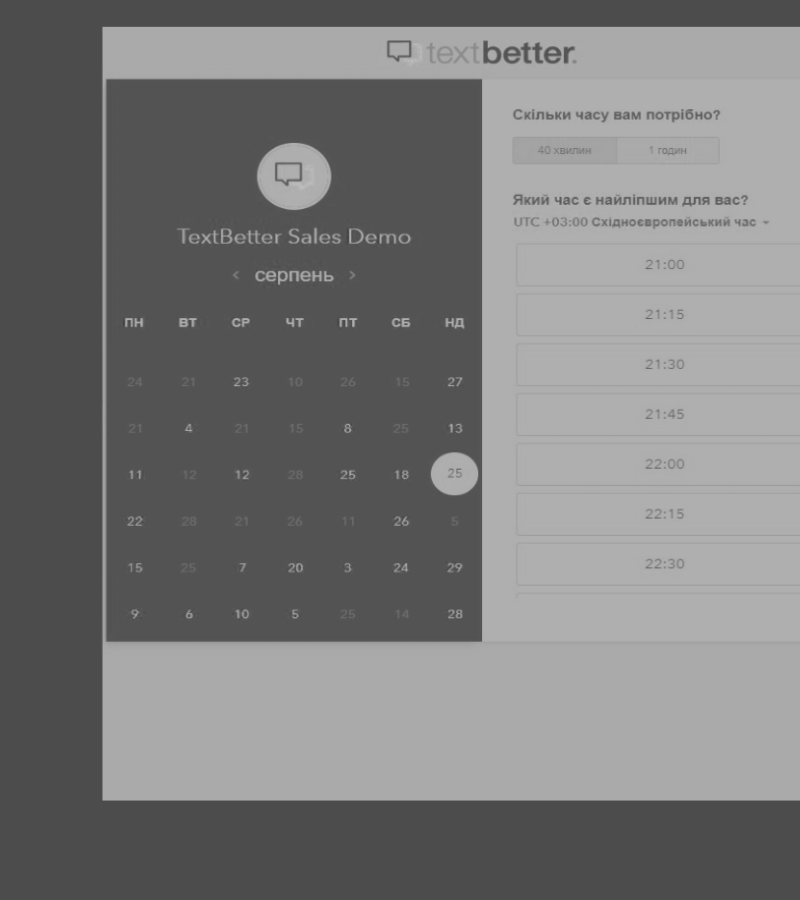 textbetter.
TextBetter Sales Demo
< серпень >
ПН ВТ СР ЧТ ПТ СБ НД
24 21 23 10 26 15 27
21 4 21 15 8 25 13
11 12 12 28 25 18 25
22 28 21 26 11 26 5
15 25 7 20 3 24 29
9 6 10 5 25 14 28
Скільки часу вам потрібно?
40 хвилин 1 годин
Який час є найліпшим для вас?
UTC +03:00 Східноєвропейський час
21:00
21:15
21:30
21:45
22:00
22:15
22:30